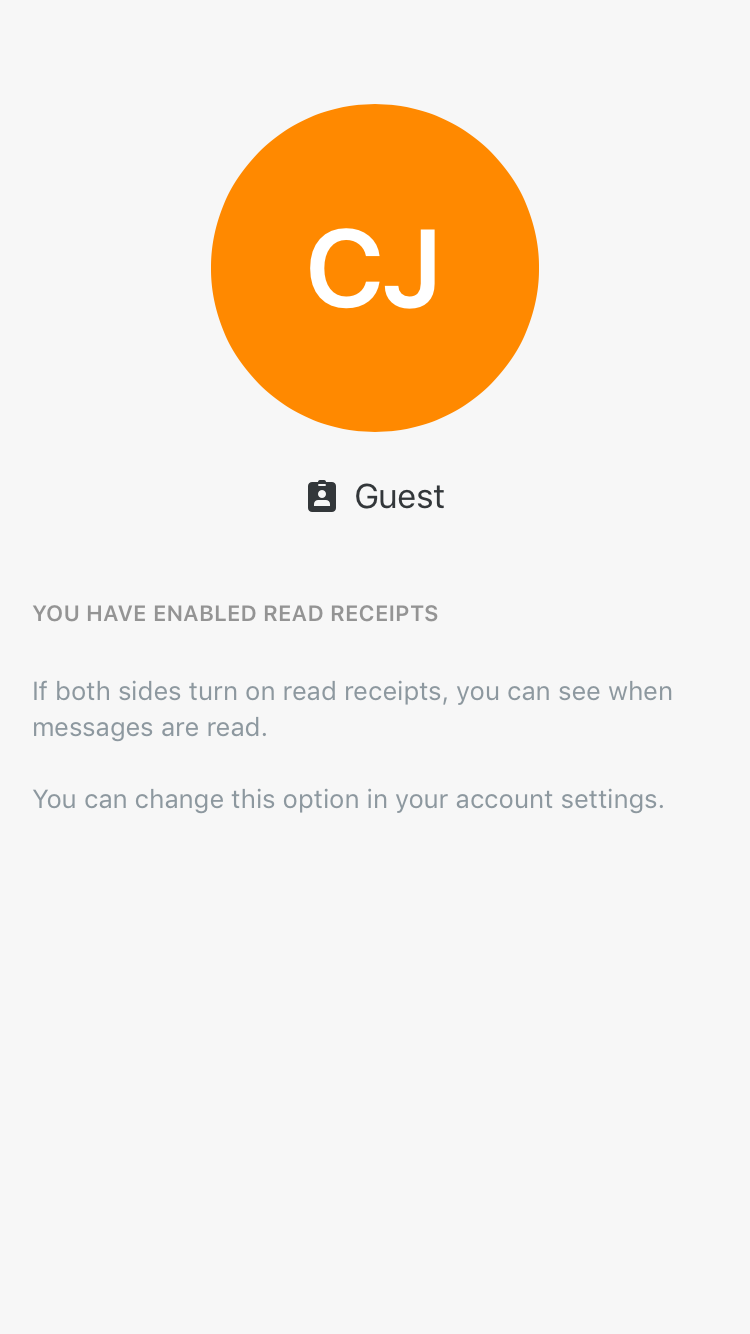 CJ
Guest
YOU HAVE ENABLED READ RECEIPTS
If both sides turn on read receipts, you can see when
messages are read.
You can change this option in your account settings.